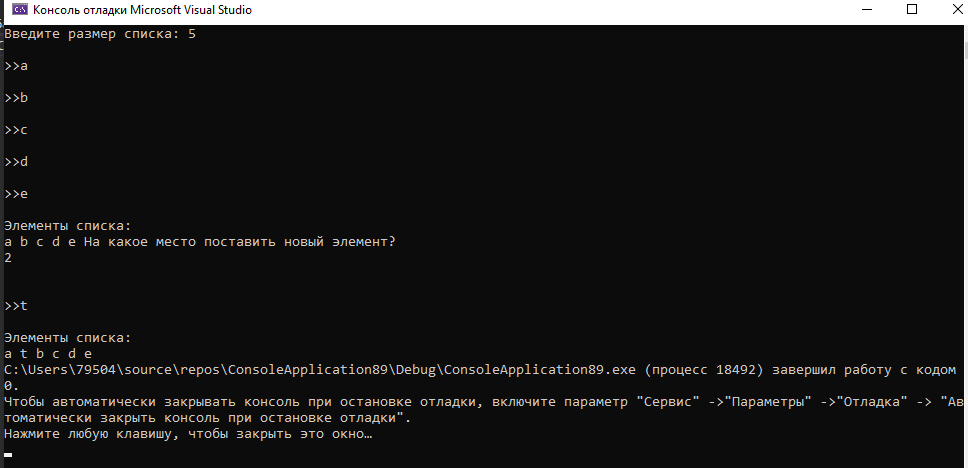 Консоль отладки Microsoft Visual Studio
Введите размер списка: 5
>>a
>>b
>>c
>>d
>>e
Элементы списка:
a b c d e На какое место поставить новый элемент?
2
>>t
Элементы списка:
a t b c d e
C:\Users\79504\source\repos\ConsoleApplication89\Debug\ConsoleApplication89.exe (процесс 18492) завершил работу с кодом
0.
Чтобы автоматически закрывать консоль при остановке отладки, включите параметр "Сервис" ->"Параметры" ->"Отладка" -> "Ав
томатически закрыть консоль при остановке отладки".
Нажмите любую клавишу, чтобы закрыть это окно…